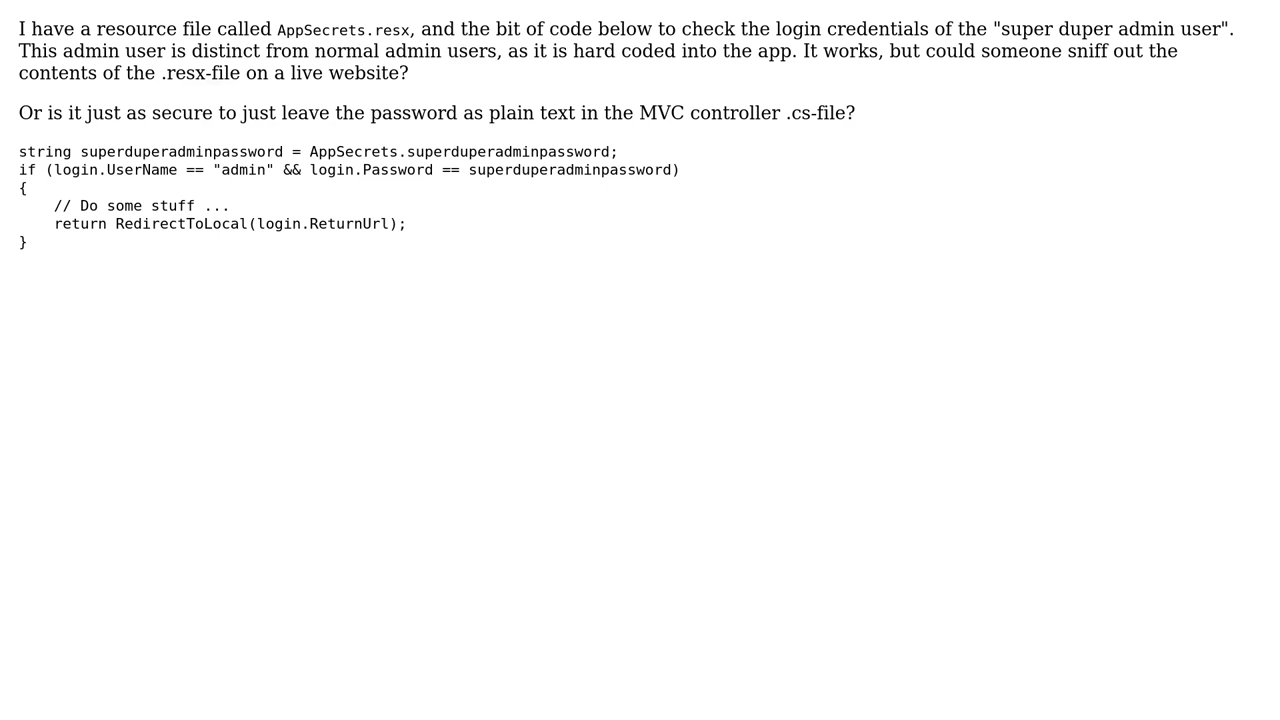 I have a resource file called AppSecrets.resx, and the bit of code below to check the login credentials of the "super duper admin user".
This admin user is distinct from normal admin users, as it is hard coded into the app. It works, but could someone sniff out the
contents of the .resx-file on a live website?
Or is it just as secure to just leave the password as plain text in the MVC controller .cs-file?
string superduperadminpassword = AppSecrets.superduperadminpassword;
if (login.UserName == "admin" && login.Password == superduperadminpassword)
{
    // Do some stuff ...
    return RedirectToLocal(login.ReturnUrl);
}